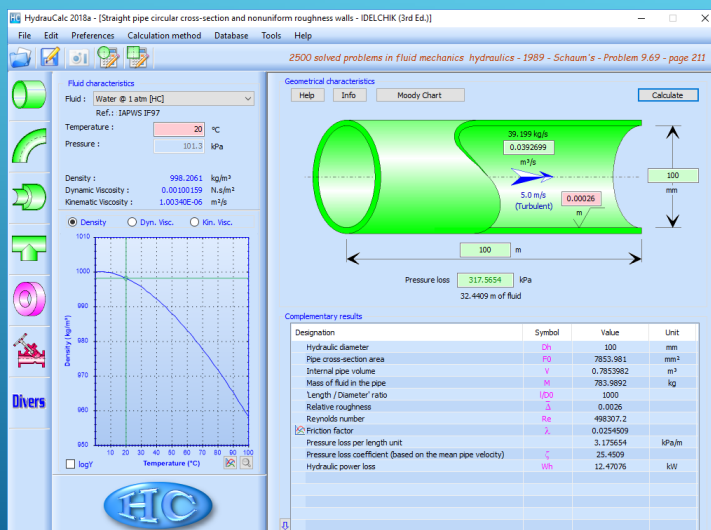 HydrauCalc 2018a - [Straight pipe circular cross-section and nonuniform roughness walls - IDELCHIK (3rd Ed.)]
File Edit Preferences Calculation method Database Tools Help
2500 solved problems in fluid mechanics hydraulics - 1989 - Schaum's - Problem 9.69 - page 211
Fluid characteristics
Fluid : Water @ 1 atm [HC]
Ref.: IAPWS IF97
Temperature : 20 °C
Pressure : 101.3 kPa
Density : 998.2061 kg/m³
Dynamic Viscosity : 0.00100159 N.s/m²
Kinematic Viscosity : 1.00340E-06 m²/s
Density Dyn. Visc. Kin. Visc.
1010
1000
990
980
970
960
950
Density (kg/m³)
10 20 30 40 50 60 70 80 90 100
logY Temperature (°C)
HC
Divers
Geometrical characteristics
Help Info Moody Chart Calculate
39.199 kg/s
0.0392699
m³/s
5.0 m/s
(Turbulent)
0.00026
m
100
mm
100 m
Pressure loss 317.5654 kPa
32.4409 m of fluid
Complementary results
Designation Symbol Value Unit
Hydraulic diameter Dh 100 mm
Pipe cross-section area F0 7853.981 mm²
Internal pipe volume V 0.7853982 m³
Mass of fluid in the pipe M 783.9892 kg
'Length / Diameter' ratio l/D0 1000
Relative roughness Δ̅ 0.0026
Reynolds number Re 498307.2
Friction factor λ 0.0254509
Pressure loss per length unit 3.175654 kPa/m
Pressure loss coefficient (based on the mean pipe velocity) ζ 25.4509
Hydraulic power loss Wh 12.47076 kW